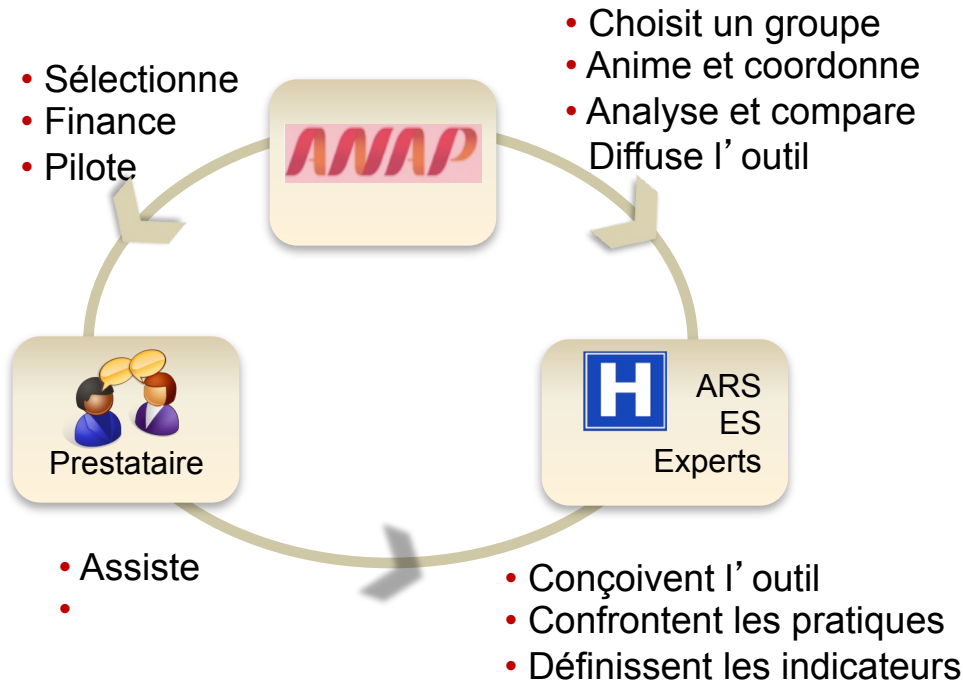 • Sélectionne
• Finance
• Pilote
• Choisit un groupe
• Anime et coordonne
• Analyse et compare
Diffuse l’outil
ANAP
Prestataire
H
ARS
ES
Experts
• Assiste
•
• Conçoivent l’outil
• Confrontent les pratiques
• Définissent les indicateurs